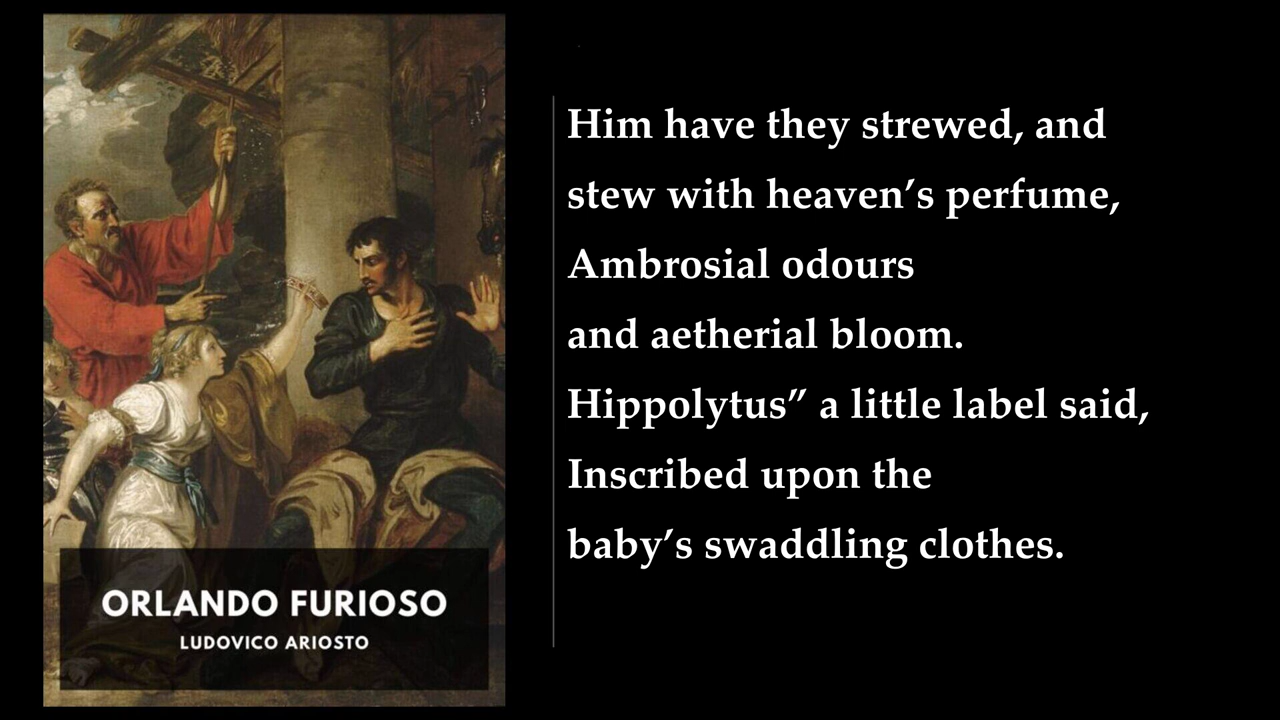 ORLANDO FURIOSO
LUDOVICO ARIOSTO
Him have they strewed, and
stew with heaven’s perfume,
Ambrosial odours
and aetherial bloom.
Hippolytus” a little label said,
Inscribed upon the
baby’s swaddling clothes.